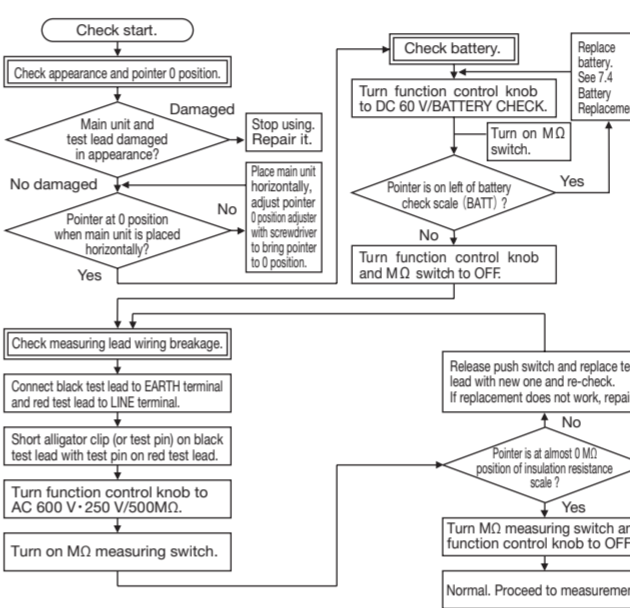 Check start.
Check appearance and pointer 0 position.
Damaged
Main unit and
test lead damaged
in appearance?
Stop using.
Repair it.
No damaged
Place main unit
horizontally,
adjust pointer
0 position adjuster
with screwdriver
to bring pointer
to 0 position.
No
Pointer at 0 position
when main unit is placed
horizontally?
Yes
Check battery.
Replace
battery.
See 7.4
Battery
Replaceme
Turn function control knob
to DC 60 V/BATTERY CHECK.
Turn on MΩ
switch.
Pointer is on left of battery
check scale (BATT) ?
Yes
No
Turn function control knob
and MΩ switch to OFF.
Check measuring lead wiring breakage.
Connect black test lead to EARTH terminal
and red test lead to LINE terminal.
Short alligator clip (or test pin) on black
test lead with test pin on red test lead.
Turn function control knob to
AC 600 V·250 V/500MΩ.
Turn on MΩ measuring switch.
Release push switch and replace te
lead with new one and re-check.
If replacement does not work, repai
No
Pointer is at almost 0 MΩ
position of insulation resistance
scale ?
Yes
Turn MΩ measuring switch an
function control knob to OFF
Normal. Proceed to measuremen